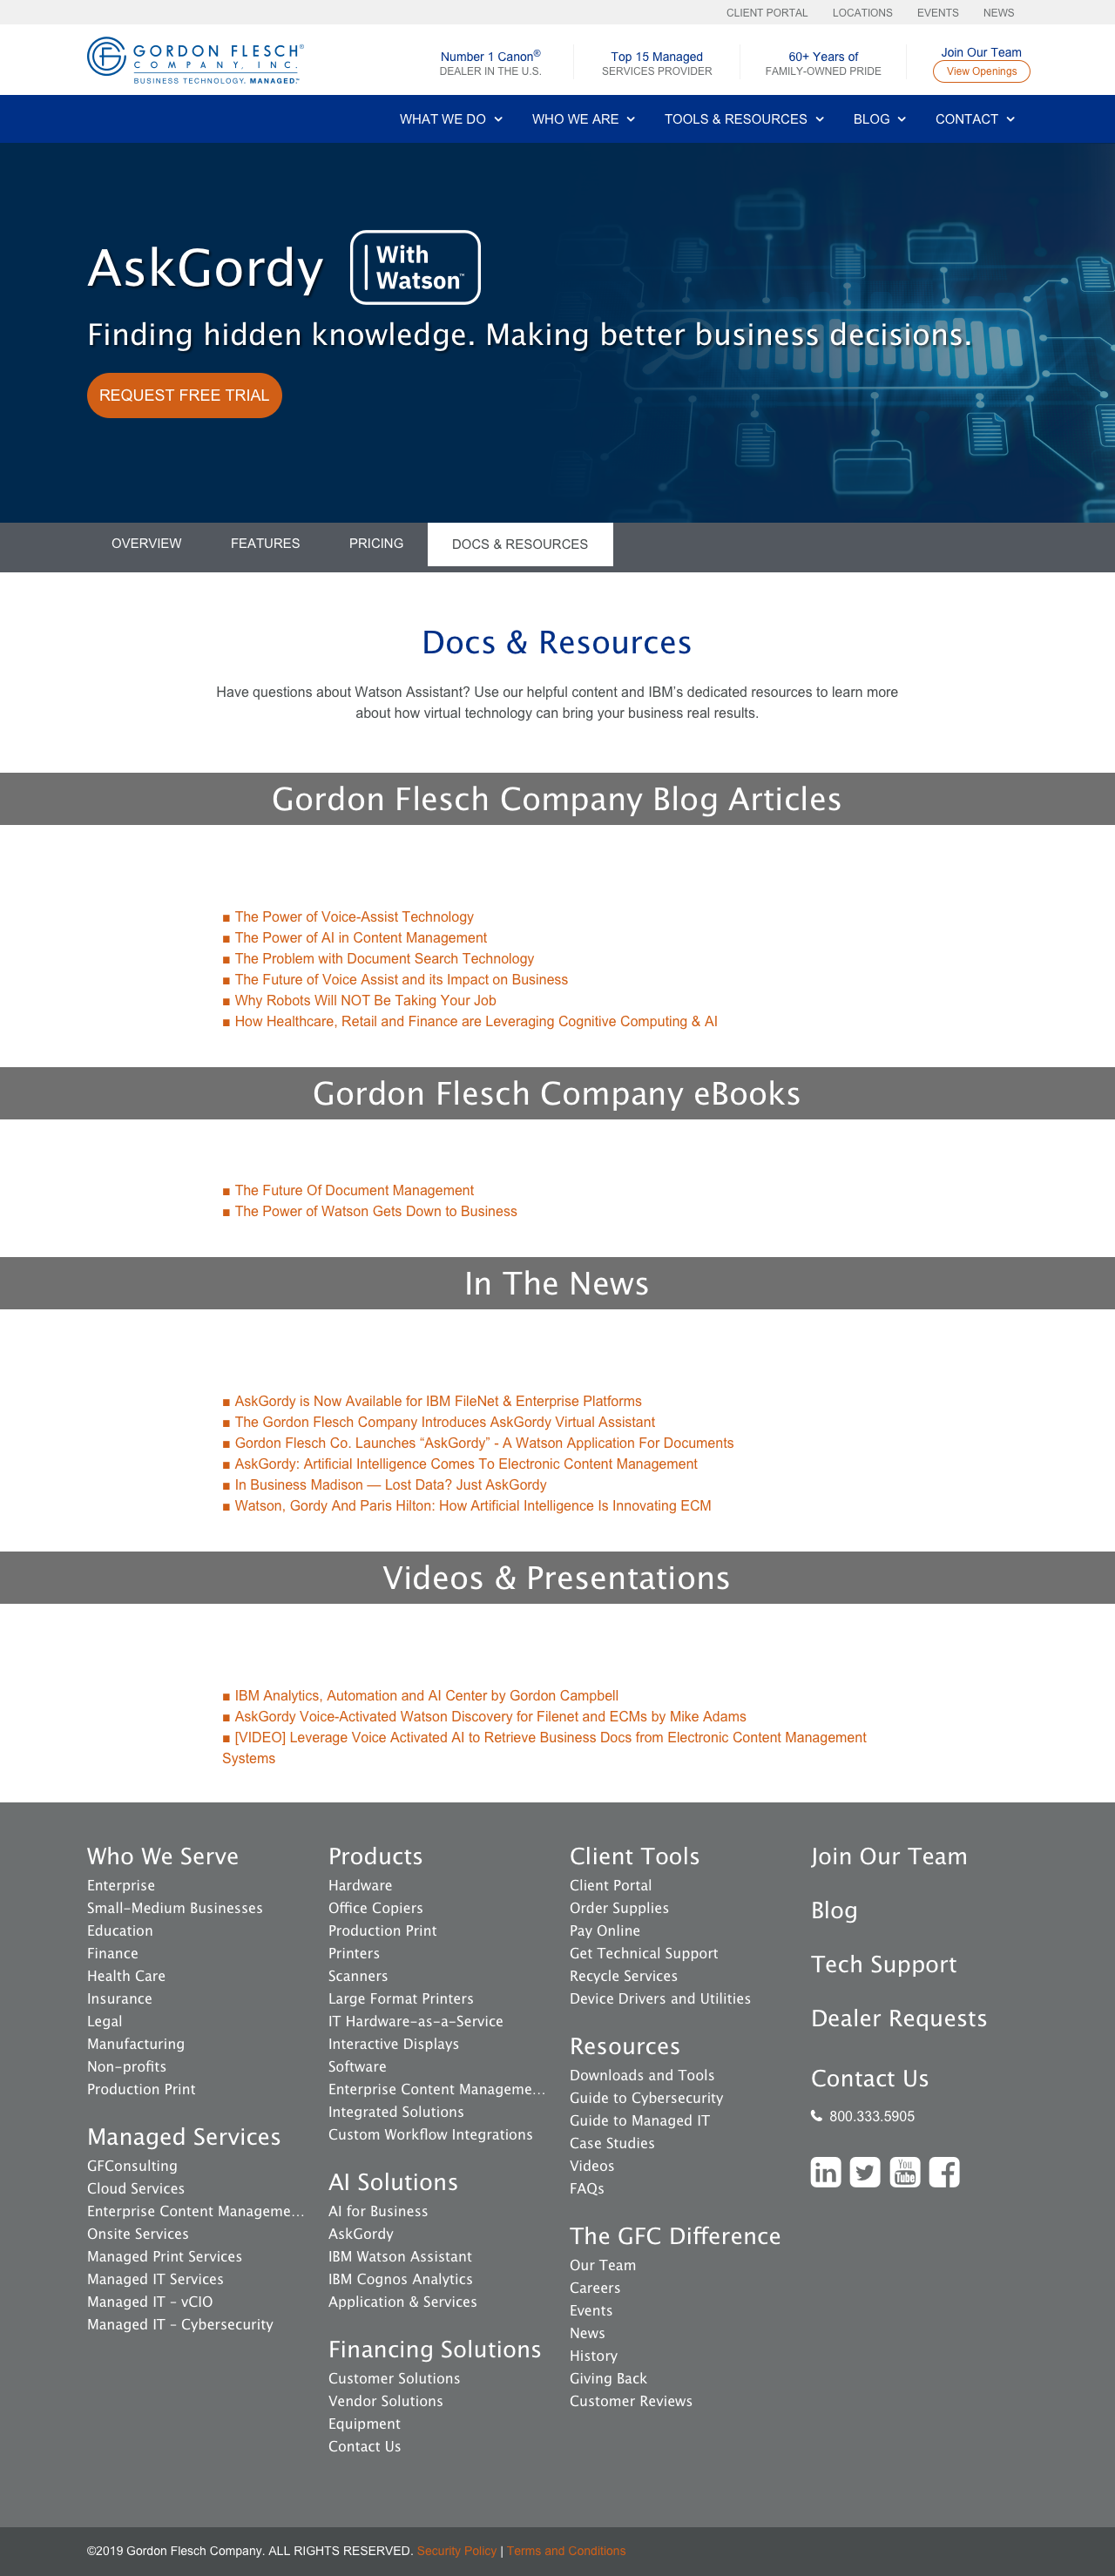 CLIENT PORTAL LOCATIONS EVENTS NEWS
GORDON FLESCH®
COMPANY, INC.
BUSINESS TECHNOLOGY, MANAGED.™
Number 1 Canon®
DEALER IN THE U.S.
Top 15 Managed
SERVICES PROVIDER
60+ Years of
FAMILY-OWNED PRIDE
Join Our Team
View Openings
WHAT WE DO WHO WE ARE TOOLS & RESOURCES BLOG CONTACT
AskGordy
With
Watson™
Finding hidden knowledge. Making better business decisions.
REQUEST FREE TRIAL
OVERVIEW FEATURES PRICING DOCS & RESOURCES
Docs & Resources
Have questions about Watson Assistant? Use our helpful content and IBM’s dedicated resources to learn more
about how virtual technology can bring your business real results.
Gordon Flesch Company Blog Articles
■ The Power of Voice-Assist Technology
■ The Power of AI in Content Management
■ The Problem with Document Search Technology
■ The Future of Voice Assist and its Impact on Business
■ Why Robots Will NOT Be Taking Your Job
■ How Healthcare, Retail and Finance are Leveraging Cognitive Computing & AI
Gordon Flesch Company eBooks
■ The Future Of Document Management
■ The Power of Watson Gets Down to Business
In The News
■ AskGordy is Now Available for IBM FileNet & Enterprise Platforms
■ The Gordon Flesch Company Introduces AskGordy Virtual Assistant
■ Gordon Flesch Co. Launches “AskGordy” - A Watson Application For Documents
■ AskGordy: Artificial Intelligence Comes To Electronic Content Management
■ In Business Madison — Lost Data? Just AskGordy
■ Watson, Gordy And Paris Hilton: How Artificial Intelligence Is Innovating ECM
Videos & Presentations
■ IBM Analytics, Automation and AI Center by Gordon Campbell
■ AskGordy Voice-Activated Watson Discovery for Filenet and ECMs by Mike Adams
■ [VIDEO] Leverage Voice Activated AI to Retrieve Business Docs from Electronic Content Management
Systems
Who We Serve
Enterprise
Small-Medium Businesses
Education
Finance
Health Care
Insurance
Legal
Manufacturing
Non-profits
Production Print
Managed Services
GFConsulting
Cloud Services
Enterprise Content Manageme…
Onsite Services
Managed Print Services
Managed IT Services
Managed IT – vCIO
Managed IT – Cybersecurity
Products
Hardware
Office Copiers
Production Print
Printers
Scanners
Large Format Printers
IT Hardware-as-a-Service
Interactive Displays
Software
Enterprise Content Manageme…
Integrated Solutions
Custom Workflow Integrations
AI Solutions
AI for Business
AskGordy
IBM Watson Assistant
IBM Cognos Analytics
Application & Services
Financing Solutions
Customer Solutions
Vendor Solutions
Equipment
Contact Us
Client Tools
Client Portal
Order Supplies
Pay Online
Get Technical Support
Recycle Services
Device Drivers and Utilities
Resources
Downloads and Tools
Guide to Cybersecurity
Guide to Managed IT
Case Studies
Videos
FAQs
The GFC Difference
Our Team
Careers
Events
News
History
Giving Back
Customer Reviews
Join Our Team
Blog
Tech Support
Dealer Requests
Contact Us
800.333.5905
in You Tube
©2019 Gordon Flesch Company. ALL RIGHTS RESERVED. Security Policy | Terms and Conditions